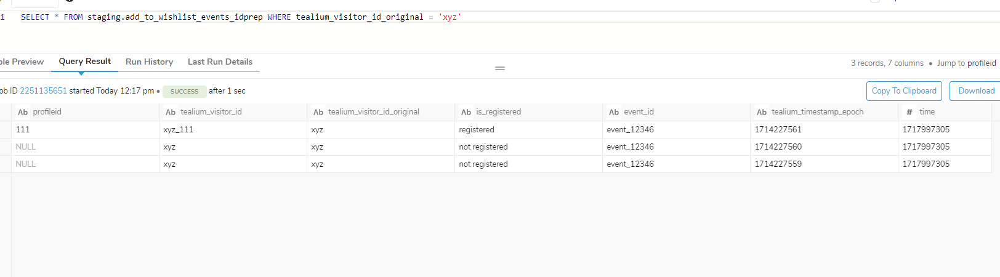 1 SELECT * FROM staging.add_to_wishlist_events_idprep WHERE tealium_visitor_id_original = 'xyz'
Preview Query Result Run History Last Run Details 3 records, 7 columns • Jump to profileid
ID 2251135651 started Today 12:17 pm • SUCCESS after 1 sec Copy To Clipboard Download
Ab profileid Ab tealium_visitor_id Ab tealium_visitor_id_original Ab is_registered Ab event_id Ab tealium_timestamp_epoch # time
111 xyz_111 xyz registered event_12346 1714227561 1717997305
NULL xyz xyz not registered event_12346 1714227560 1717997305
NULL xyz xyz not registered event_12346 1714227559 1717997305